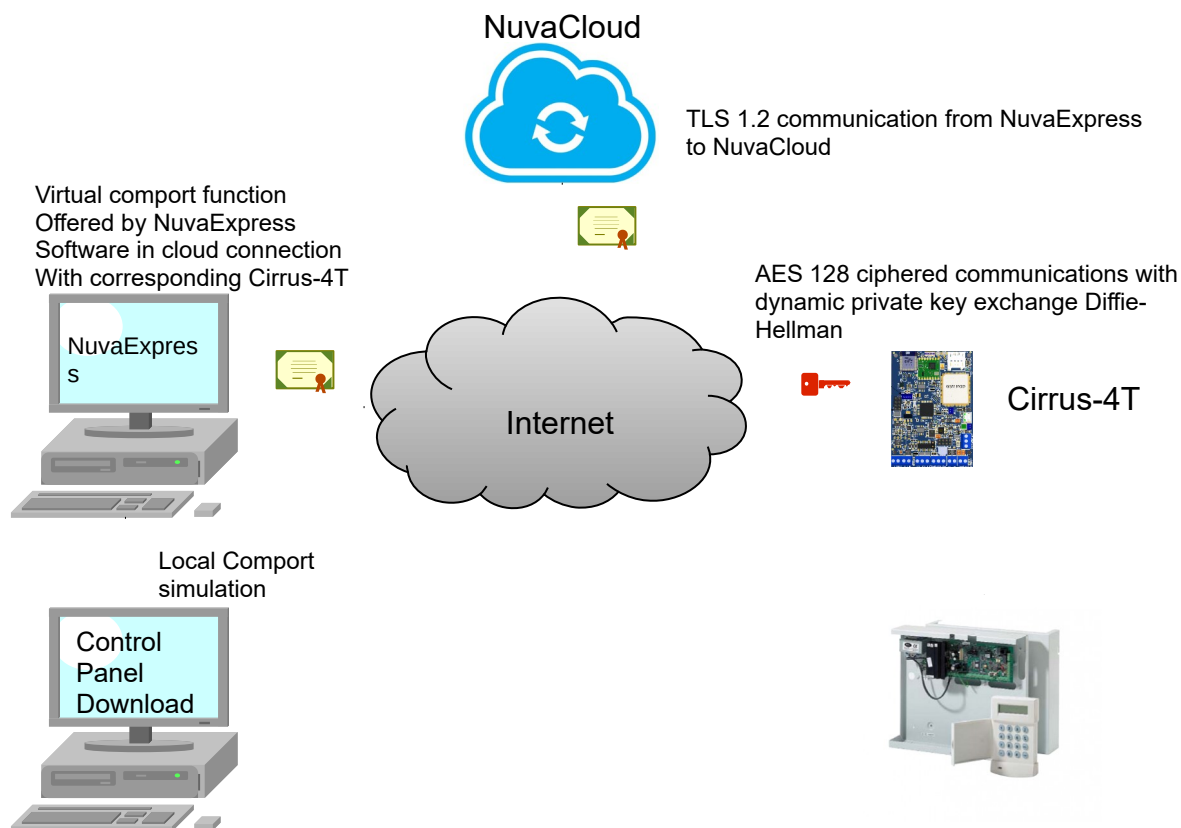 NuvaCloud
TLS 1.2 communication from NuvaExpress
to NuvaCloud
Virtual comport function
Offered by NuvaExpress
Software in cloud connection
With corresponding Cirrus-4T
AES 128 ciphered communications with
dynamic private key exchange Diffie-
Hellman
NuvaExpres
s
Internet
Cirrus-4T
Local Comport
simulation
Control
Panel
Download